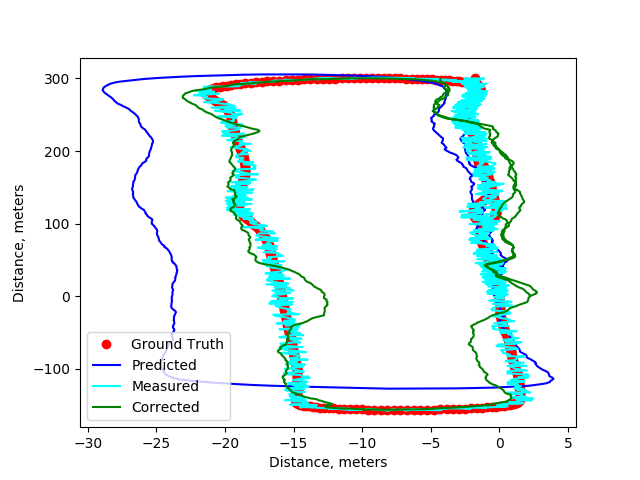 300
200
100
0
−100
Distance, meters
Ground Truth
Predicted
Measured
Corrected
−30 −25 −20 −15 −10 −5 0 5
Distance, meters